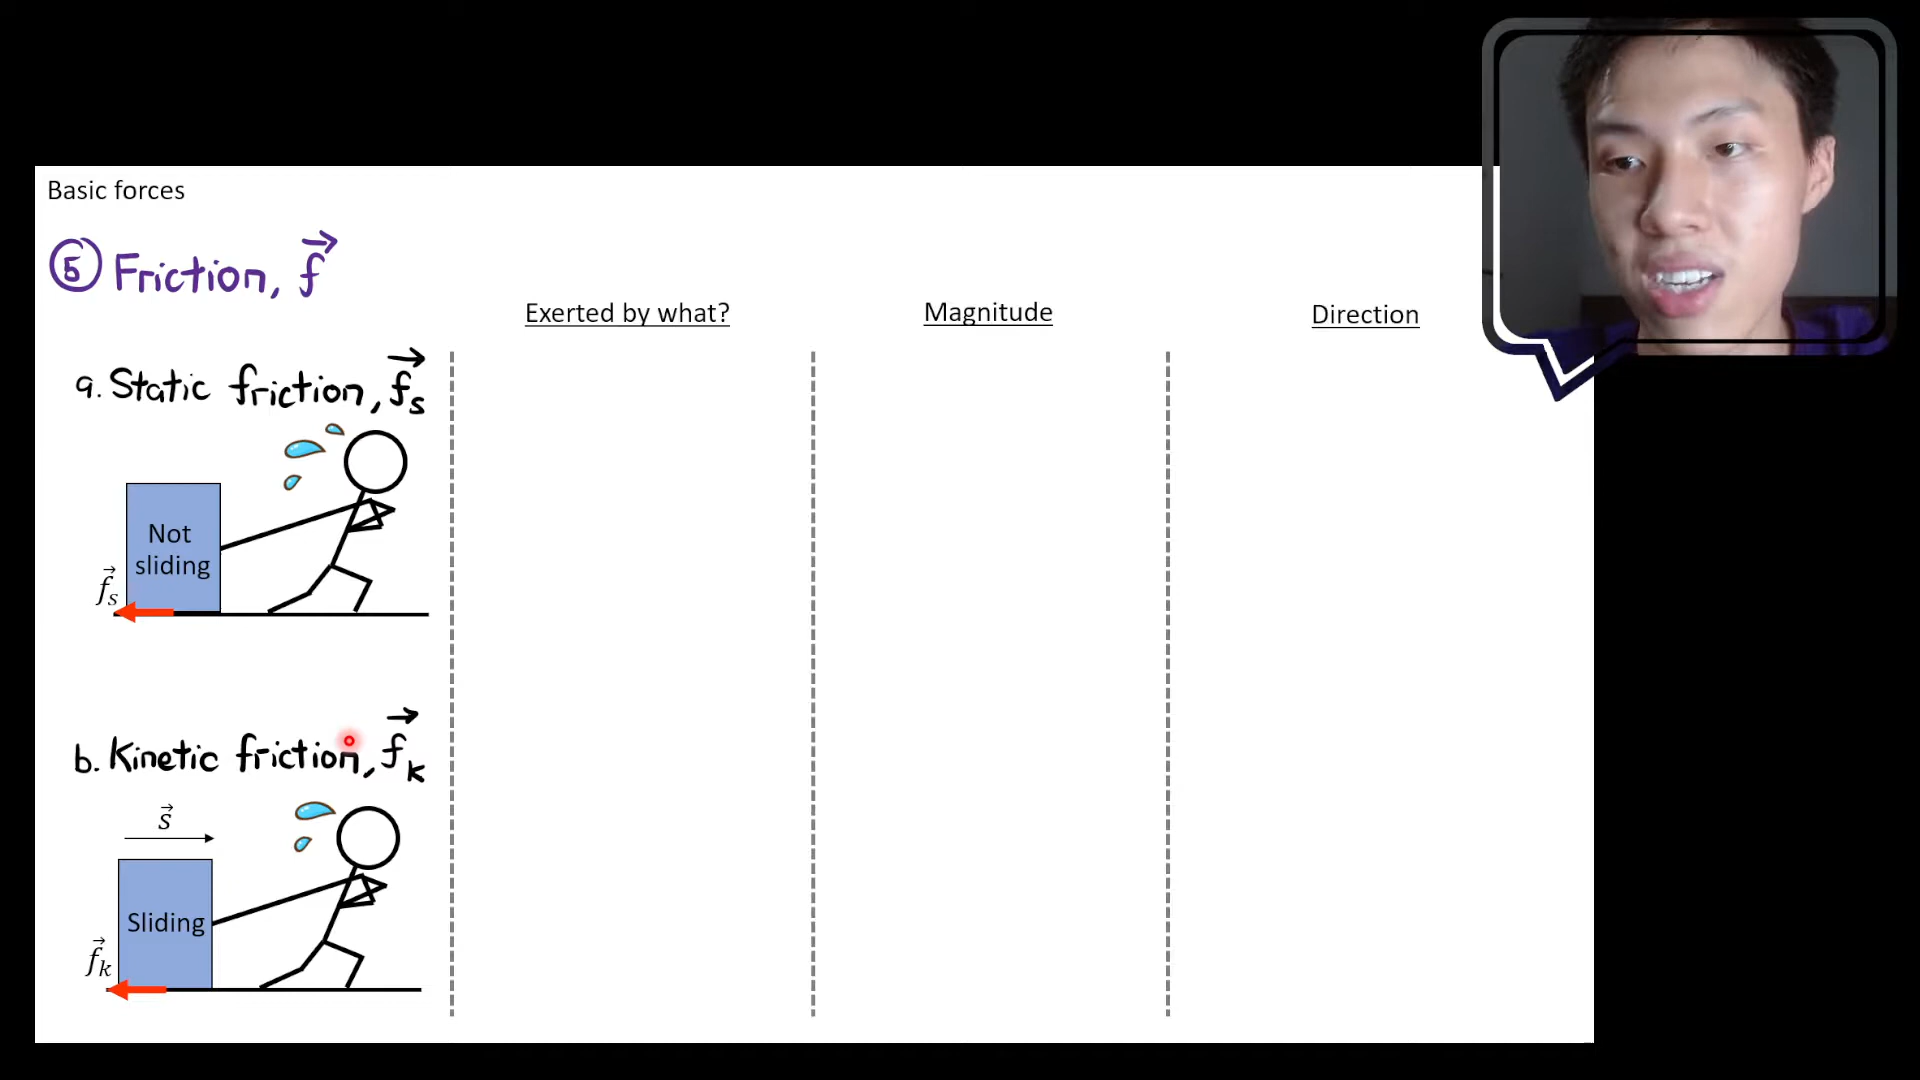 Basic forces
⑤ Friction, f⃗
Exerted by what?
Magnitude
Direction
a. Static friction, f⃗s
Not
sliding
f⃗s
b. Kinetic friction, f⃗k
s⃗
Sliding
f⃗k